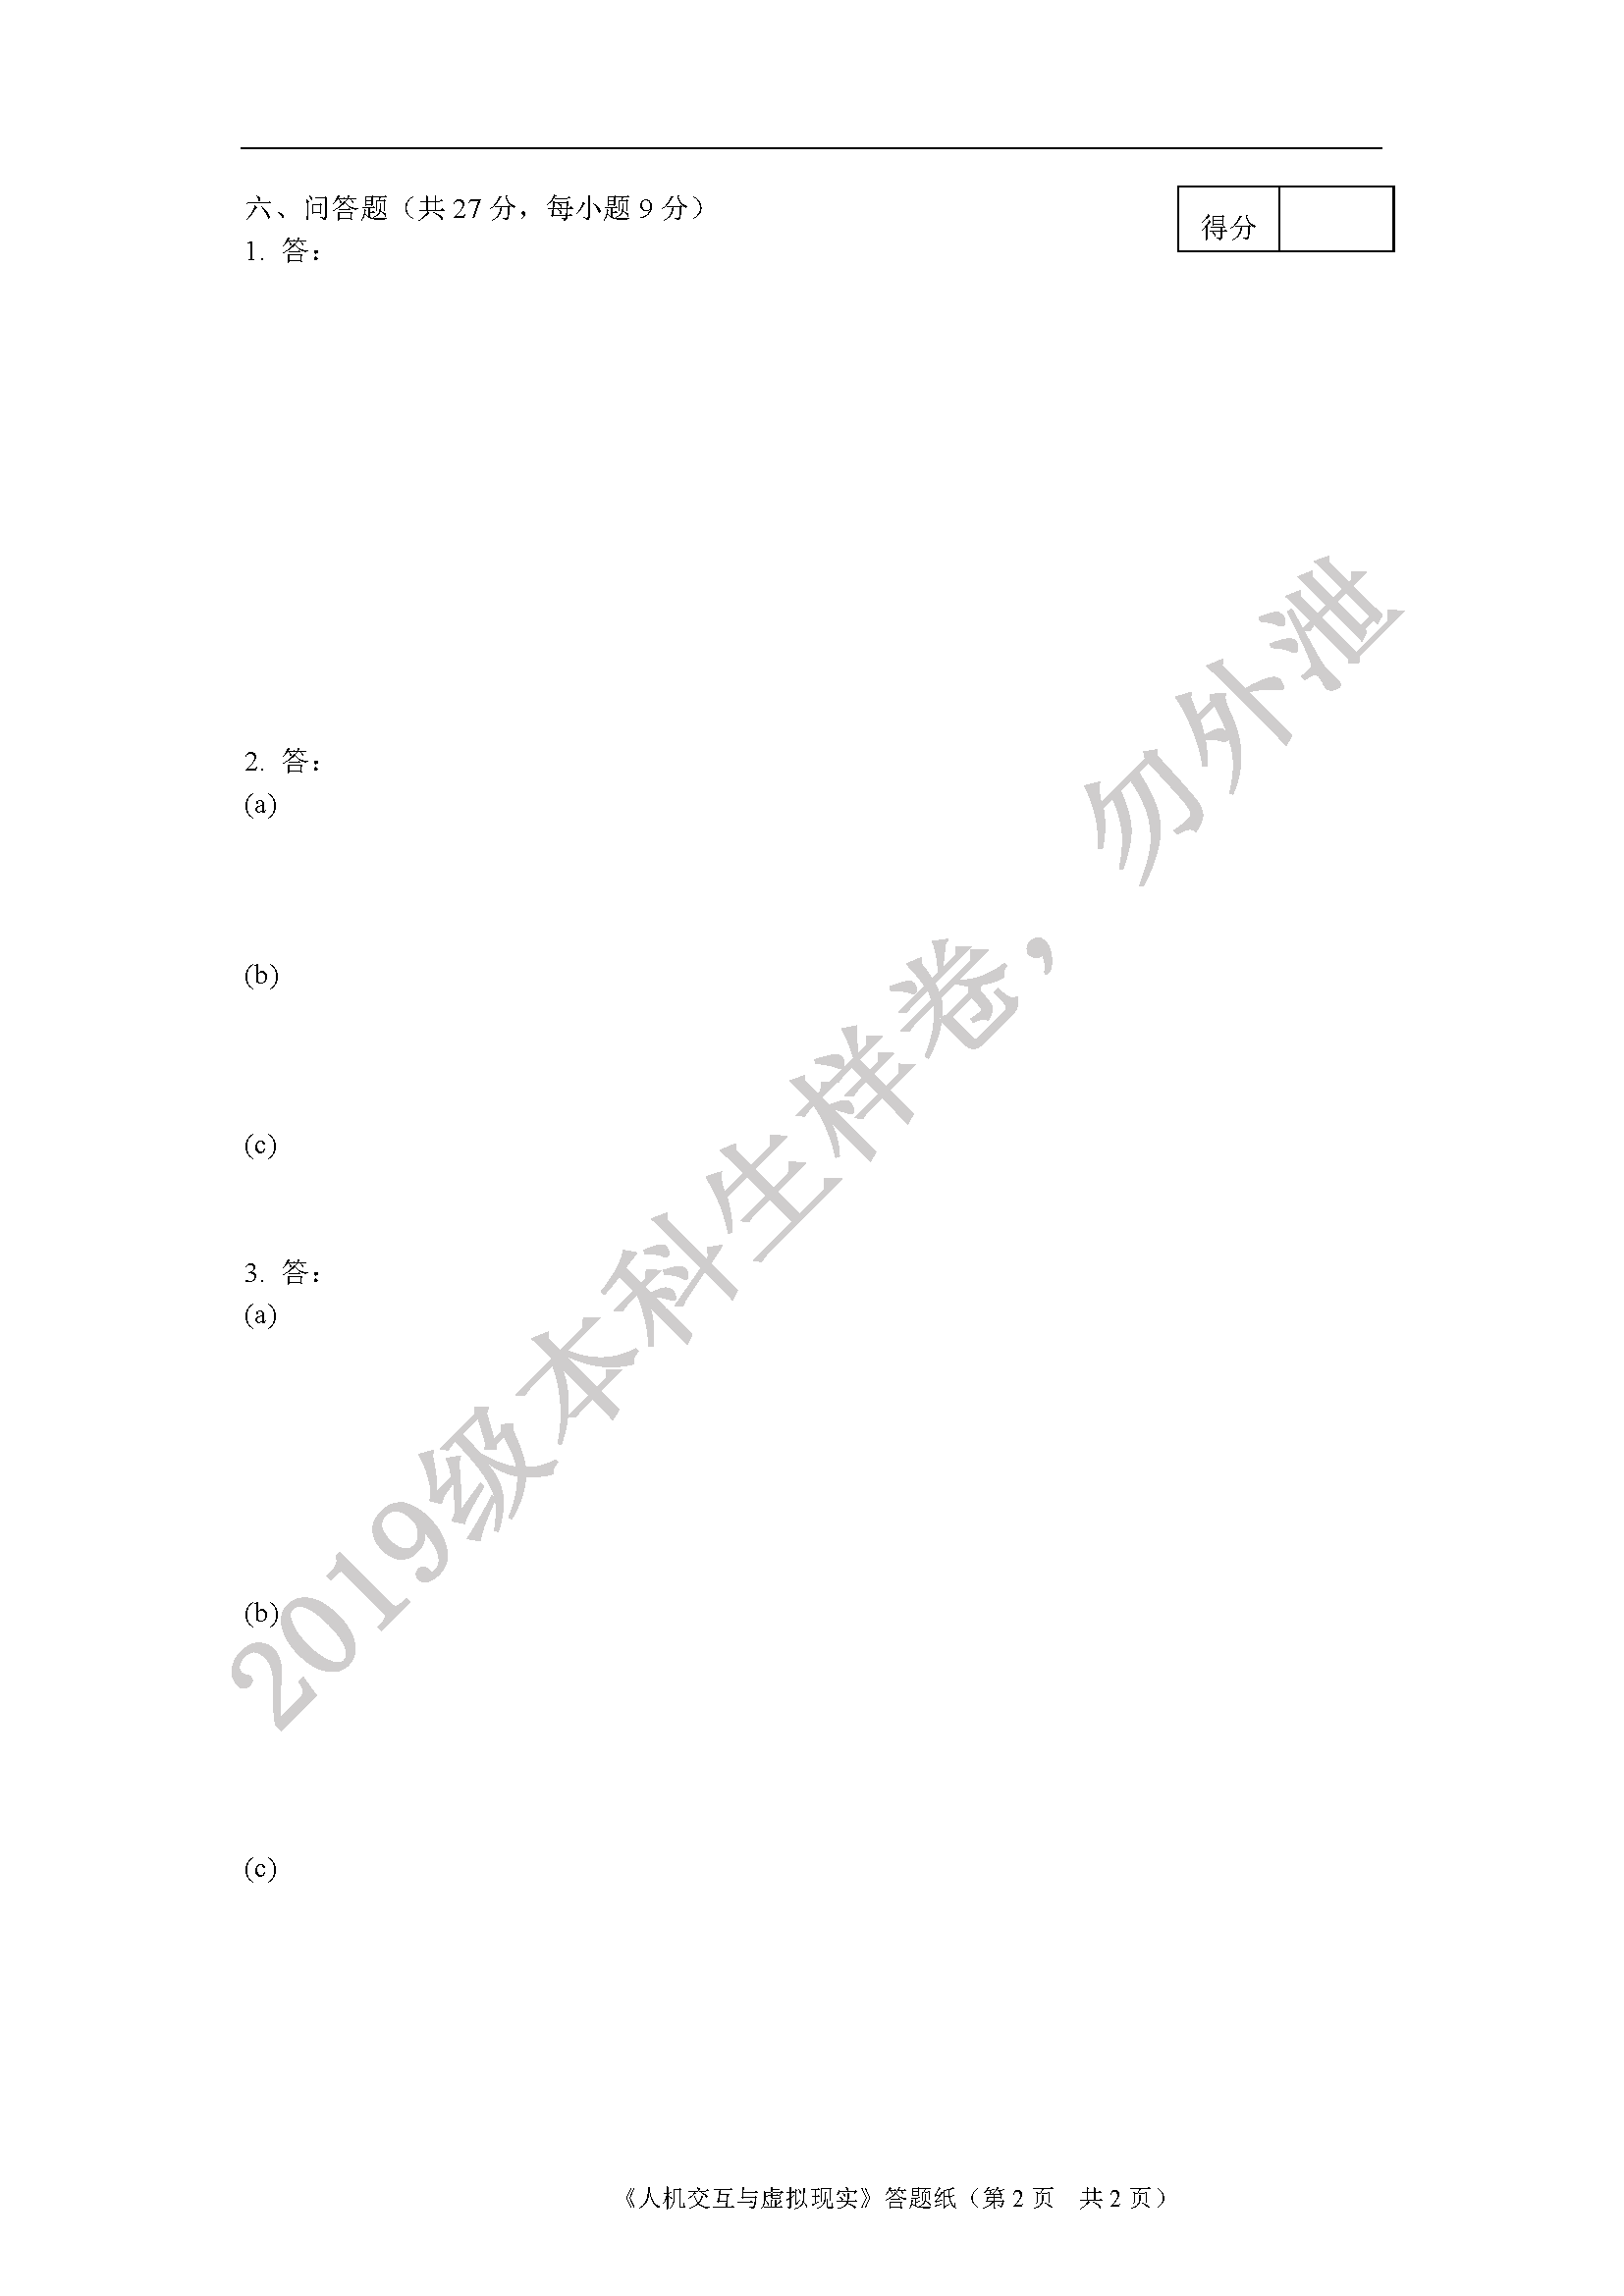 六、问答题（共 27 分，每小题 9 分）
得分
1. 答：
2. 答：
(a)
(b)
(c)
3. 答：
(a)
(b)
(c)
2019级本科生样卷，勿外泄
《人机交互与虚拟现实》答题纸（第 2 页 共 2 页）